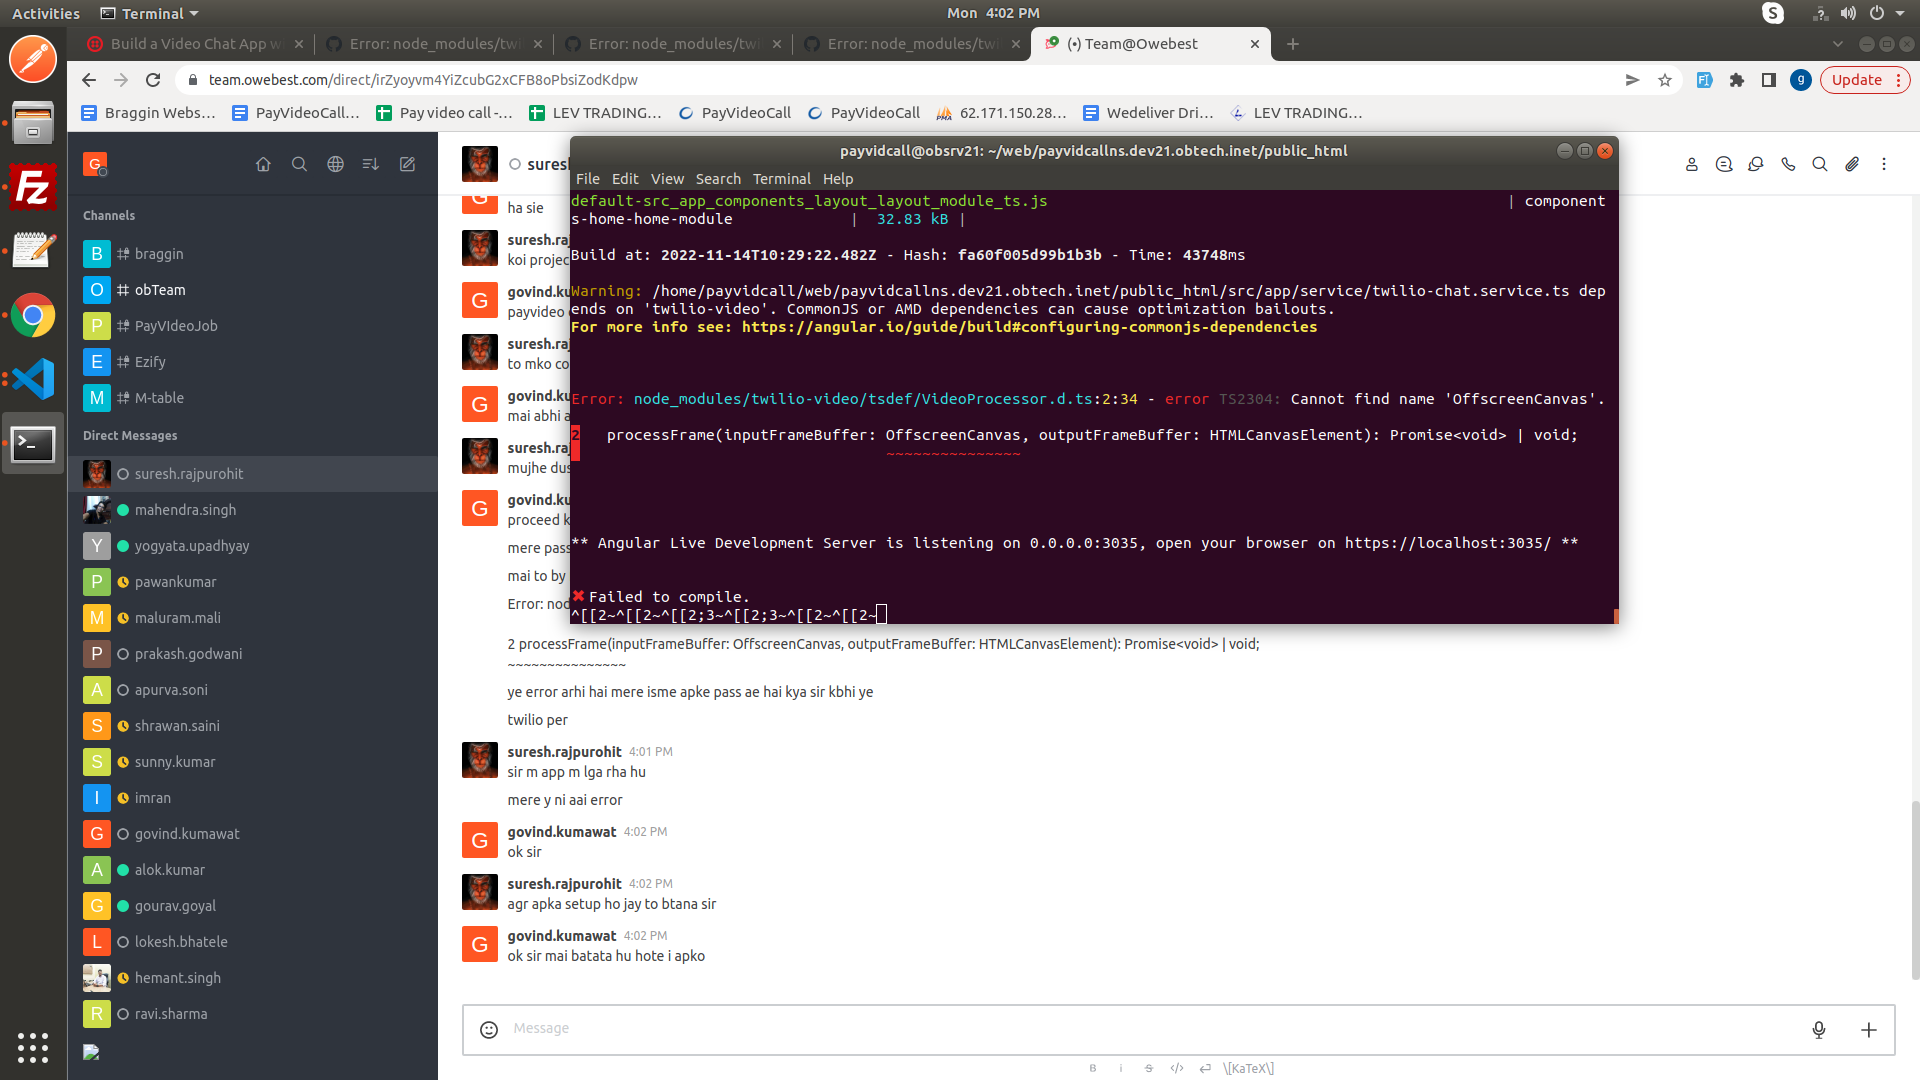 Activities
Terminal
Mon 4:02 PM
Build a Video Chat App w
Error: node_modules/twi
Error: node_modules/twi
Error: node_modules/twi
(•) Team@Owebest
team.owebest.com/direct/irZyoyvm4YiZcubG2xCFB8oPbsiZodKdpw
Update
Braggin Webs...
PayVideoCall...
Pay video call -...
LEV TRADING...
PayVideoCall
PayVideoCall
62.171.150.28...
Wedeliver Dri...
LEV TRADING...
Channels
B braggin
O obTeam
P PayVIdeoJob
E Ezify
M M-table
Direct Messages
suresh.rajpurohit
mahendra.singh
Y yogyata.upadhyay
P pawankumar
M maluram.mali
P prakash.godwani
A apurva.soni
S shrawan.saini
S sunny.kumar
I imran
G govind.kumawat
A alok.kumar
G gourav.goyal
L lokesh.bhatele
hemant.singh
R ravi.sharma
suresh
ha sie
suresh.raj
koi projec
govind.ku
payvideo
suresh.raj
to mko co
govind.ku
mai abhi a
suresh.raj
mujhe dus
govind.ku
proceed k
mere pass
mai to by
Error: nod
2 processFrame(inputFrameBuffer: OffscreenCanvas, outputFrameBuffer: HTMLCanvasElement): Promise<void> | void;
~~~~~~~~~~~~~~~
ye error arhi hai mere isme apke pass ae hai kya sir kbhi ye
twilio per
suresh.rajpurohit 4:01 PM
sir m app m lga rha hu
mere y ni aai error
govind.kumawat 4:02 PM
ok sir
suresh.rajpurohit 4:02 PM
agr apka setup ho jay to btana sir
govind.kumawat 4:02 PM
ok sir mai batata hu hote i apko
Message
\[KaTeX\]
payvidcall@obsrv21: ~/web/payvidcallns.dev21.obtech.inet/public_html
File Edit View Search Terminal Help
default-src_app_components_layout_layout_module_ts.js | component
s-home-home-module | 32.83 kB |
Build at: 2022-11-14T10:29:22.482Z - Hash: fa60f005d99b1b3b - Time: 43748ms
Warning: /home/payvidcall/web/payvidcallns.dev21.obtech.inet/public_html/src/app/service/twilio-chat.service.ts dep
ends on 'twilio-video'. CommonJS or AMD dependencies can cause optimization bailouts.
For more info see: https://angular.io/guide/build#configuring-commonjs-dependencies
Error: node_modules/twilio-video/tsdef/VideoProcessor.d.ts:2:34 - error TS2304: Cannot find name 'OffscreenCanvas'.
2 processFrame(inputFrameBuffer: OffscreenCanvas, outputFrameBuffer: HTMLCanvasElement): Promise<void> | void;
~~~~~~~~~~~~~~~
** Angular Live Development Server is listening on 0.0.0.0:3035, open your browser on https://localhost:3035/ **
✖ Failed to compile.
^[[2~^[[2~^[[2;3~^[[2;3~^[[2~^[[2~